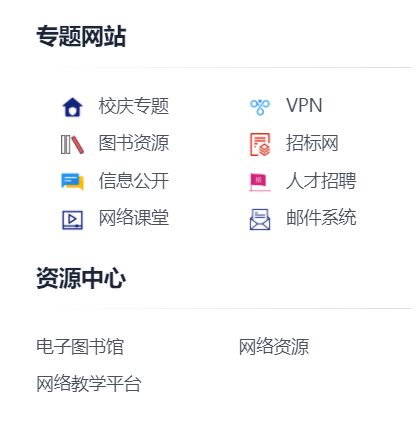 专题网站
校庆专题 VPN
图书资源 招标网
信息公开 人才招聘
网络课堂 邮件系统
资源中心
电子图书馆 网络资源
网络教学平台